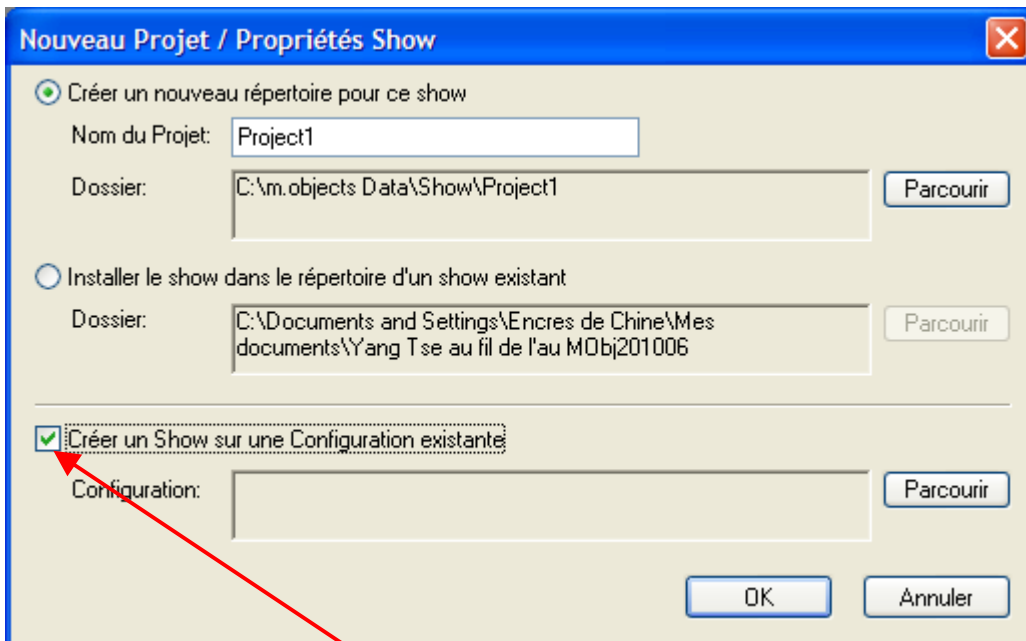 Nouveau Projet / Propriétés Show
Créer un nouveau répertoire pour ce show
Nom du Projet: Project1
Dossier: C:\m.objects Data\Show\Project1 Parcourir
Installer le show dans le répertoire d'un show existant
Dossier: C:\Documents and Settings\Encres de Chine\Mes documents\Yang Tse au fil de l'au MObj201006 Parcourir
Créer un Show sur une Configuration existante
Configuration: Parcourir
OK Annuler